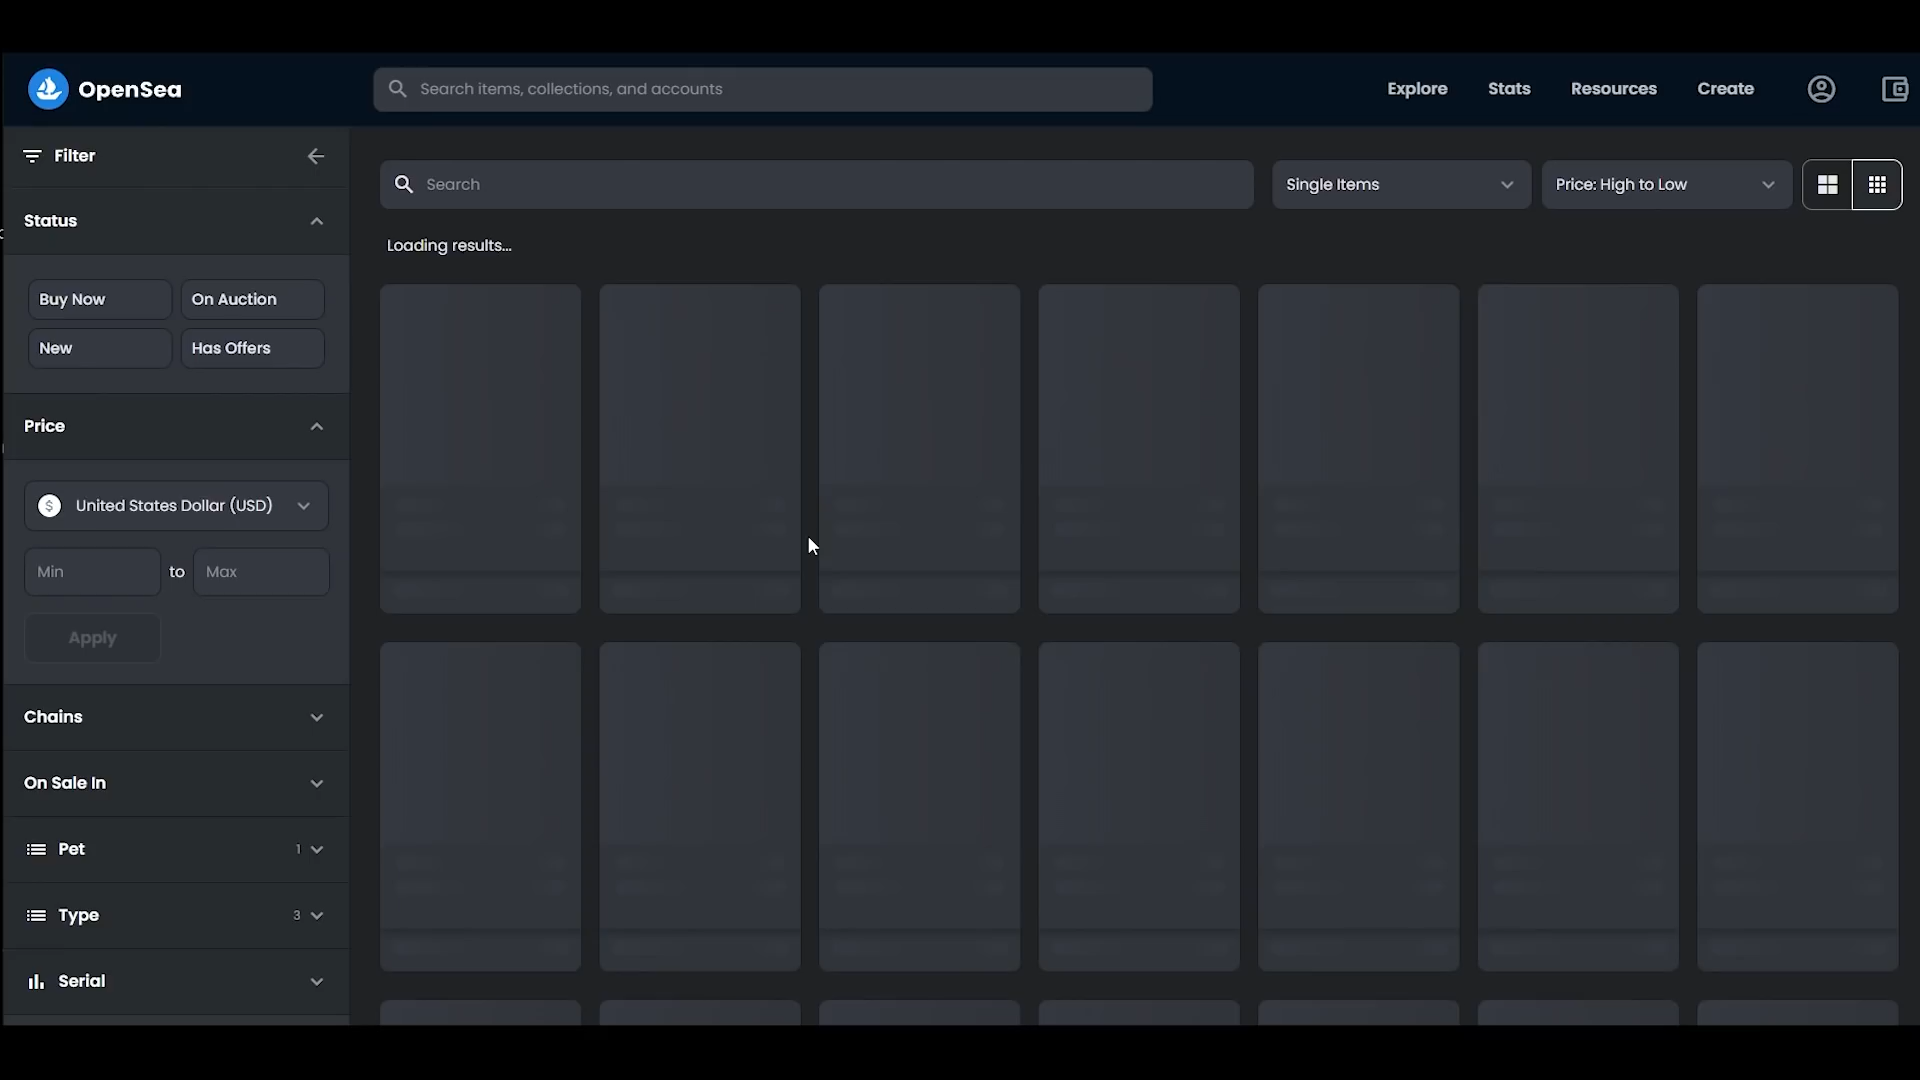 OpenSea
Search items, collections, and accounts
Explore
Stats
Resources
Create
Filter
Search
Single Items
Price: High to Low
Status
Loading results...
Buy Now
On Auction
New
Has Offers
Price
$ United States Dollar (USD)
Min
to
Max
Apply
Chains
On Sale In
Pet
1
Type
3
Serial